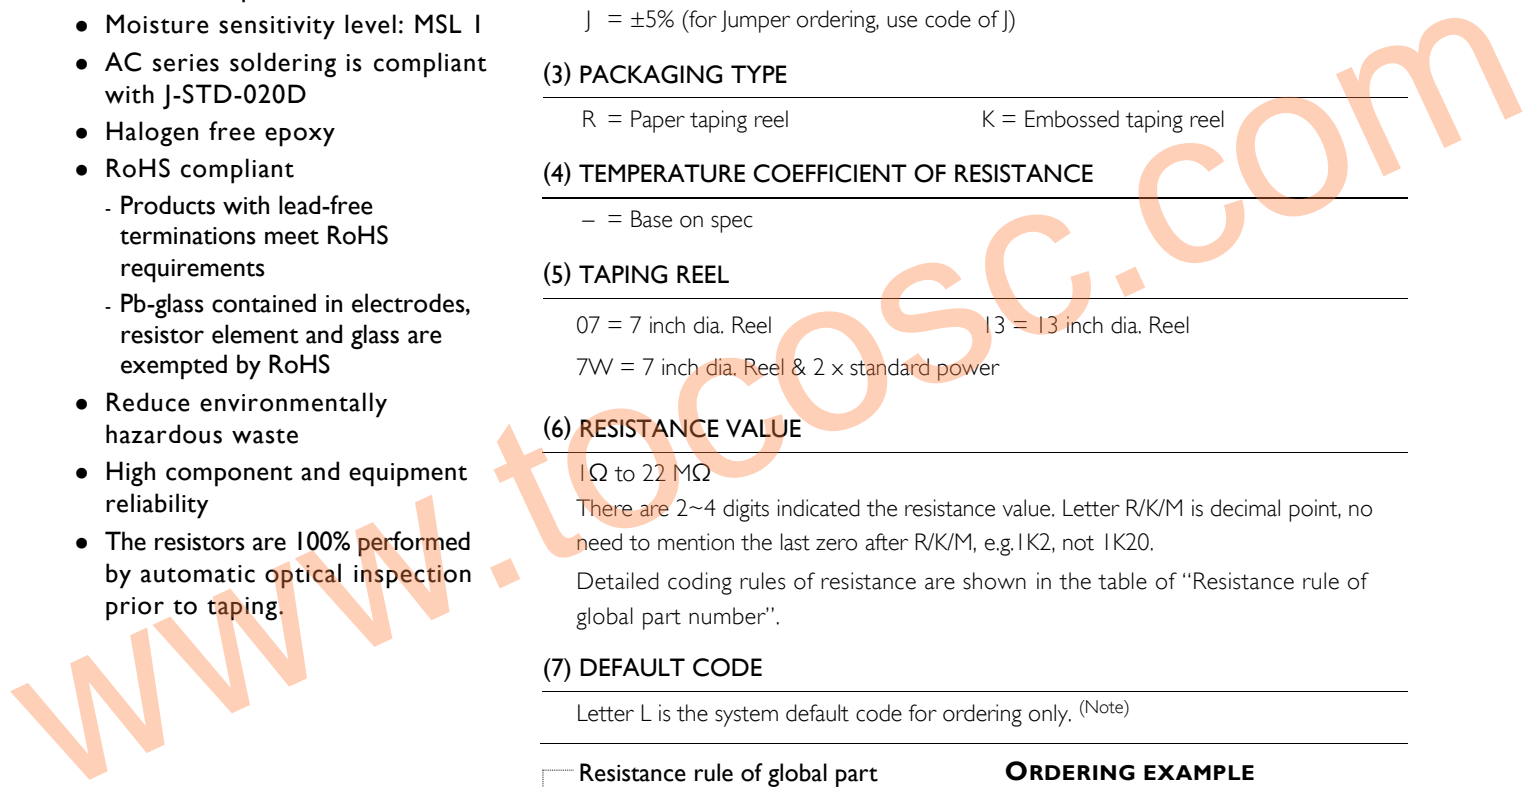 • Moisture sensitivity level: MSL 1
• AC series soldering is compliant
with J-STD-020D
• Halogen free epoxy
• RoHS compliant
- Products with lead-free
terminations meet RoHS
requirements
- Pb-glass contained in electrodes,
resistor element and glass are
exempted by RoHS
• Reduce environmentally
hazardous waste
• High component and equipment
reliability
• The resistors are 100% performed
by automatic optical inspection
prior to taping.
J = ±5% (for Jumper ordering, use code of J)
(3) PACKAGING TYPE
R = Paper taping reel K = Embossed taping reel
(4) TEMPERATURE COEFFICIENT OF RESISTANCE
– = Base on spec
(5) TAPING REEL
07 = 7 inch dia. Reel 13 = 13 inch dia. Reel
7W = 7 inch dia. Reel & 2 x standard power
(6) RESISTANCE VALUE
1Ω to 22 MΩ
There are 2~4 digits indicated the resistance value. Letter R/K/M is decimal point, no
need to mention the last zero after R/K/M, e.g.1K2, not 1K20.
Detailed coding rules of resistance are shown in the table of “Resistance rule of
global part number”.
(7) DEFAULT CODE
Letter L is the system default code for ordering only. (Note)
Resistance rule of global part
ORDERING EXAMPLE
www.tocosc.com